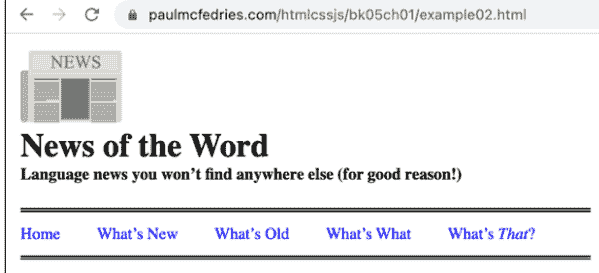 paulmcfedries.com/htmlcssjs/bk05ch01/example02.html
NEWS
News of the Word
Language news you won’t find anywhere else (for good reason!)
Home What’s New What’s Old What’s What What’s That?